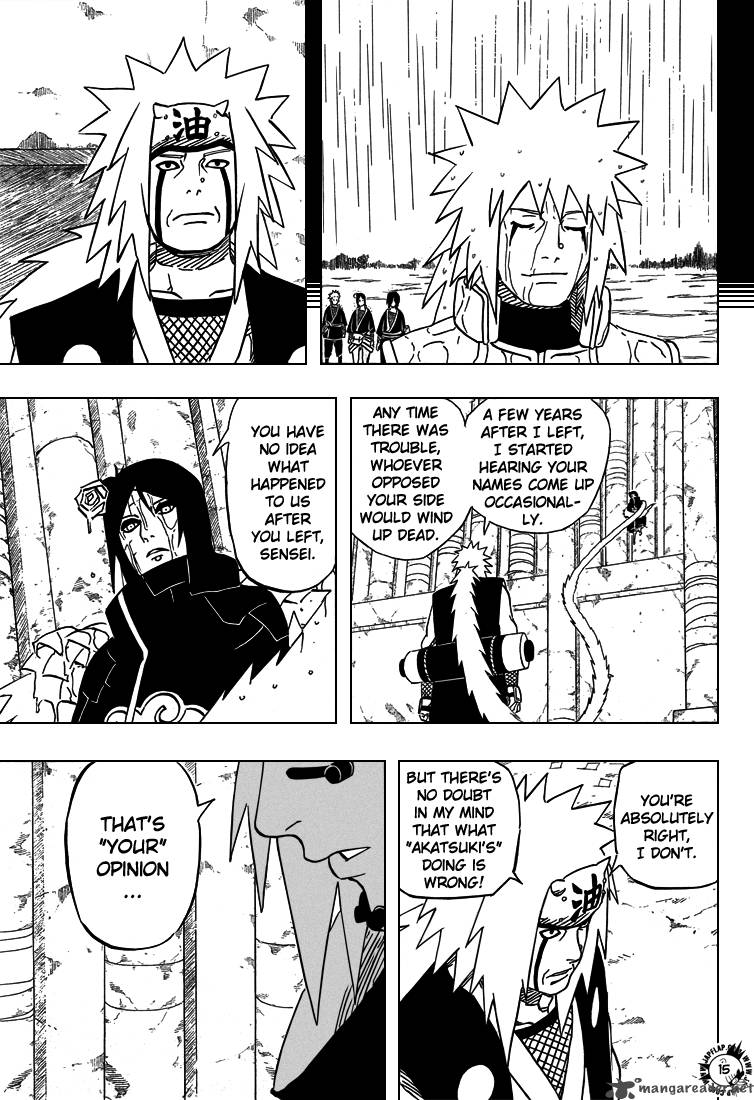 油
A FEW YEARS
AFTER I LEFT,
I STARTED
HEARING YOUR
NAMES COME UP
OCCASIONAL-
LY.
ANY TIME
THERE WAS
TROUBLE,
WHOEVER
OPPOSED
YOUR SIDE
WOULD WIND
UP DEAD.
YOU HAVE
NO IDEA
WHAT
HAPPENED
TO US
AFTER
YOU LEFT,
SENSEI.
YOU'RE
ABSOLUTELY
RIGHT,
I DON'T.
BUT THERE'S
NO DOUBT
IN MY MIND
THAT WHAT
"AKATSUKI'S"
DOING IS
WRONG!
油
THAT'S
"YOUR"
OPINION
...
15
mangareader.net